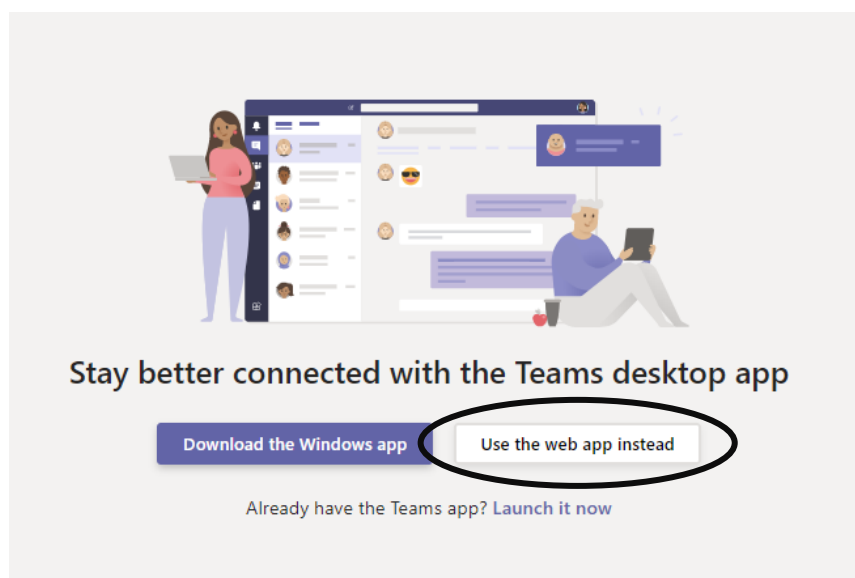 Stay better connected with the Teams desktop app
Download the Windows app
Use the web app instead
Already have the Teams app? Launch it now